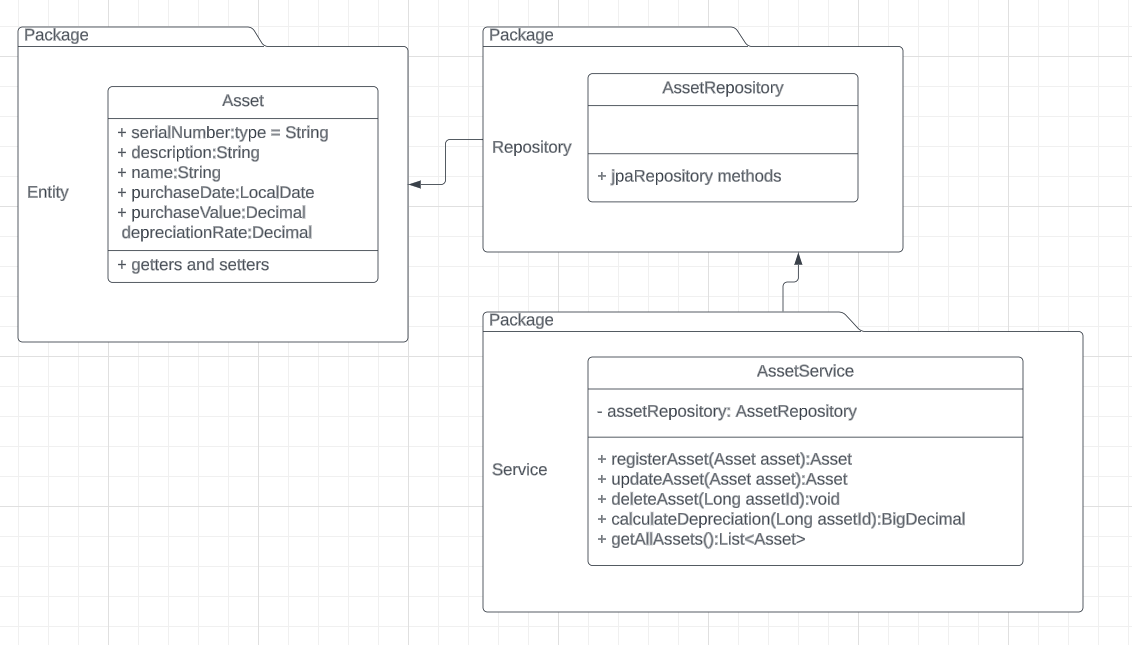 Package
Entity
Asset
+ serialNumber:type = String
+ description:String
+ name:String
+ purchaseDate:LocalDate
+ purchaseValue:Decimal
depreciationRate:Decimal
+ getters and setters
Package
Repository
AssetRepository
+ jpaRepository methods
Package
Service
AssetService
- assetRepository: AssetRepository
+ registerAsset(Asset asset):Asset
+ updateAsset(Asset asset):Asset
+ deleteAsset(Long assetId):void
+ calculateDepreciation(Long assetId):BigDecimal
+ getAllAssets():List<Asset>